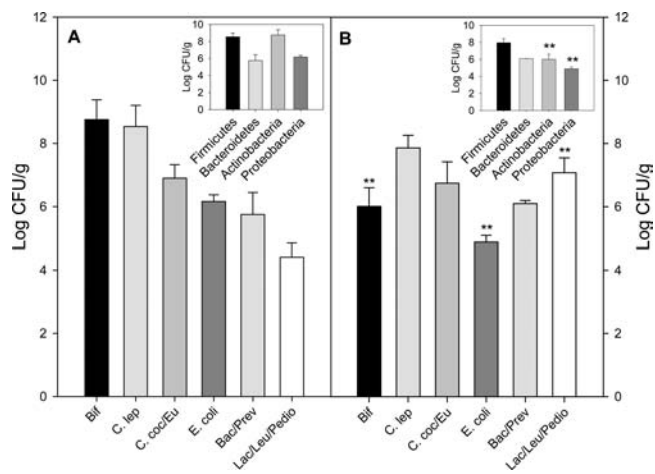 12
10
8
6
4
2
0
Log CFU/g
A
Log CFU/g
10
8
6
4
2
0
Firmicutes
Bacteroidetes
Actinobacteria
Proteobacteria
Bif
C. lep
C. coc/Eu
E. coli
Bac/Prev
Lac/Leu/Pedio
B
Log CFU/g
10
8
6
4
2
0
**
**
Firmicutes
Bacteroidetes
Actinobacteria
Proteobacteria
**
**
**
Bif
C. lep
C. coc/Eu
E. coli
Bac/Prev
Lac/Leu/Pedio
12
10
8
6
4
2
0
Log CFU/g